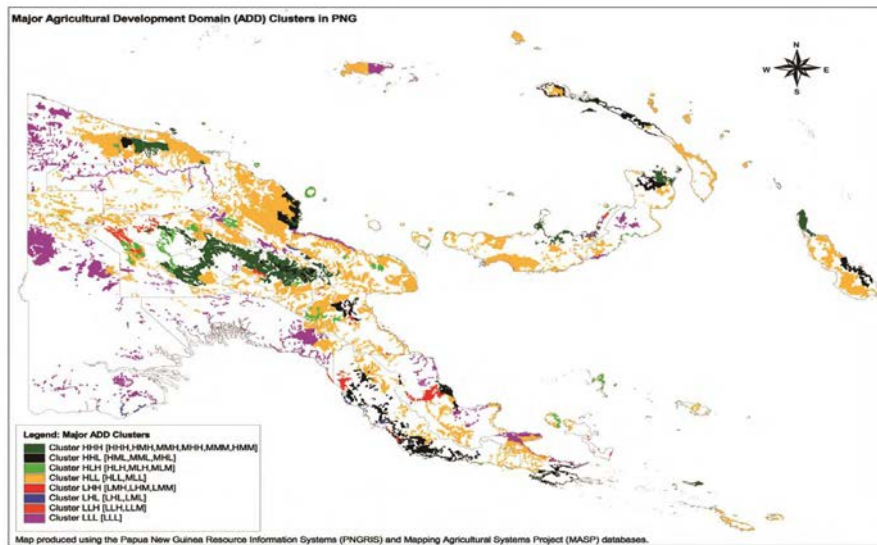 Major Agricultural Development Domain (ADD) Clusters in PNG
N
W E
S
Legend: Major ADD Clusters
Cluster HHH [HHH,HMH,MMH,MHH,MMM,HMM]
Cluster HHL [HML,MML,MHL]
Cluster HLH [HLH,MLH,MLM]
Cluster HLL [HLL,MLL]
Cluster LHH [LMH,LHM,LMM]
Cluster LHL [LHL,LML]
Cluster LLH [LLH,LLM]
Cluster LLL [LLL]
Map produced using the Papua New Guinea Resource Information Systems (PNGRIS) and Mapping Agricultural Systems Project (MASP) databases.